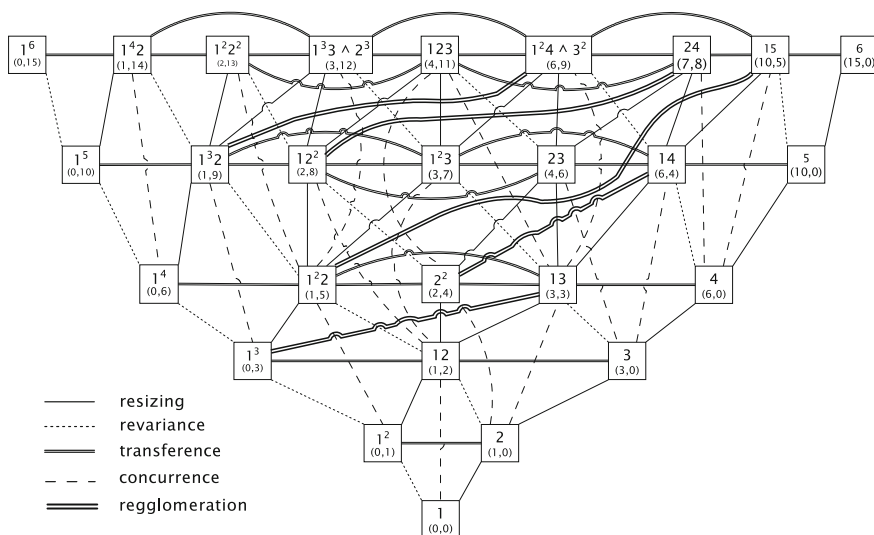 1⁶ 1⁴2 1²2² 1³3 ∧ 2³ 123 1²4 ∧ 3² 24 15 6
(0,15) (1,14) (2,13) (3,12) (4,11) (6,9) (7,8) (10,5) (15,0)
1⁵ 1³2 12² 1²3 23 14 5
(0,10) (1,9) (2,8) (3,7) (4,6) (6,4) (10,0)
1⁴ 1²2 2² 13 4
(0,6) (1,5) (2,4) (3,3) (6,0)
1³ 12 3
(0,3) (1,2) (3,0)
1² 2
(0,1) (1,0)
1
(0,0)
resizing
revariance
transference
concurrence
regglomeration